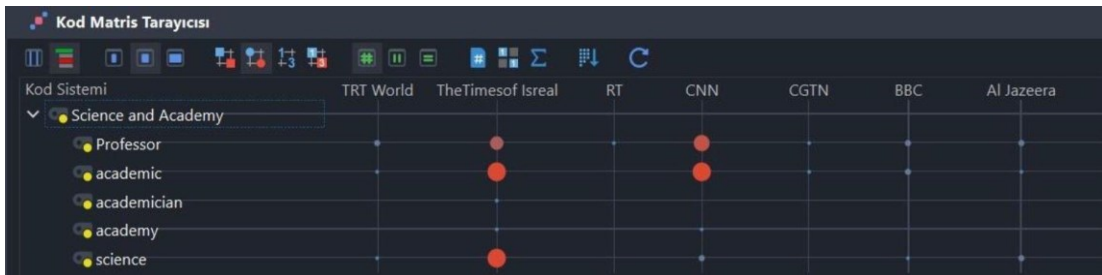 Kod Matris Tarayıcısı
Kod Sistemi TRT World TheTimesof Isreal RT CNN CGTN BBC Al Jazeera
Science and Academy
Professor
academic
academician
academy
science